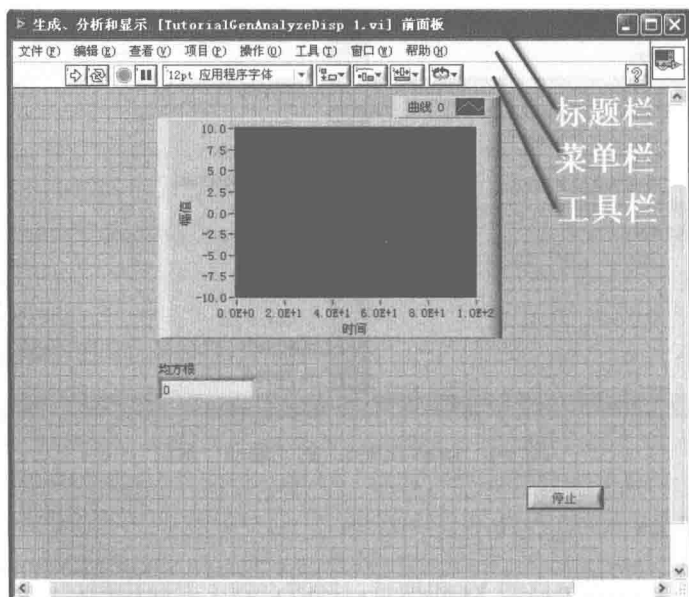 生成、分析和显示 [TutorialGenAnalyzeDisp 1.vi] 前面板
文件(F) 编辑(E) 查看(V) 项目(P) 操作(O) 工具(T) 窗口(W) 帮助(H)
12pt 应用程序字体
?
标题栏
菜单栏
工具栏
曲线 0
10.0
7.5
5.0
2.5
0.0
-2.5
-5.0
-7.5
-10.0
幅值
0.0E+0 2.0E+1 4.0E+1 6.0E+1 8.0E+1 1.0E+2
时间
均方根
0
停止